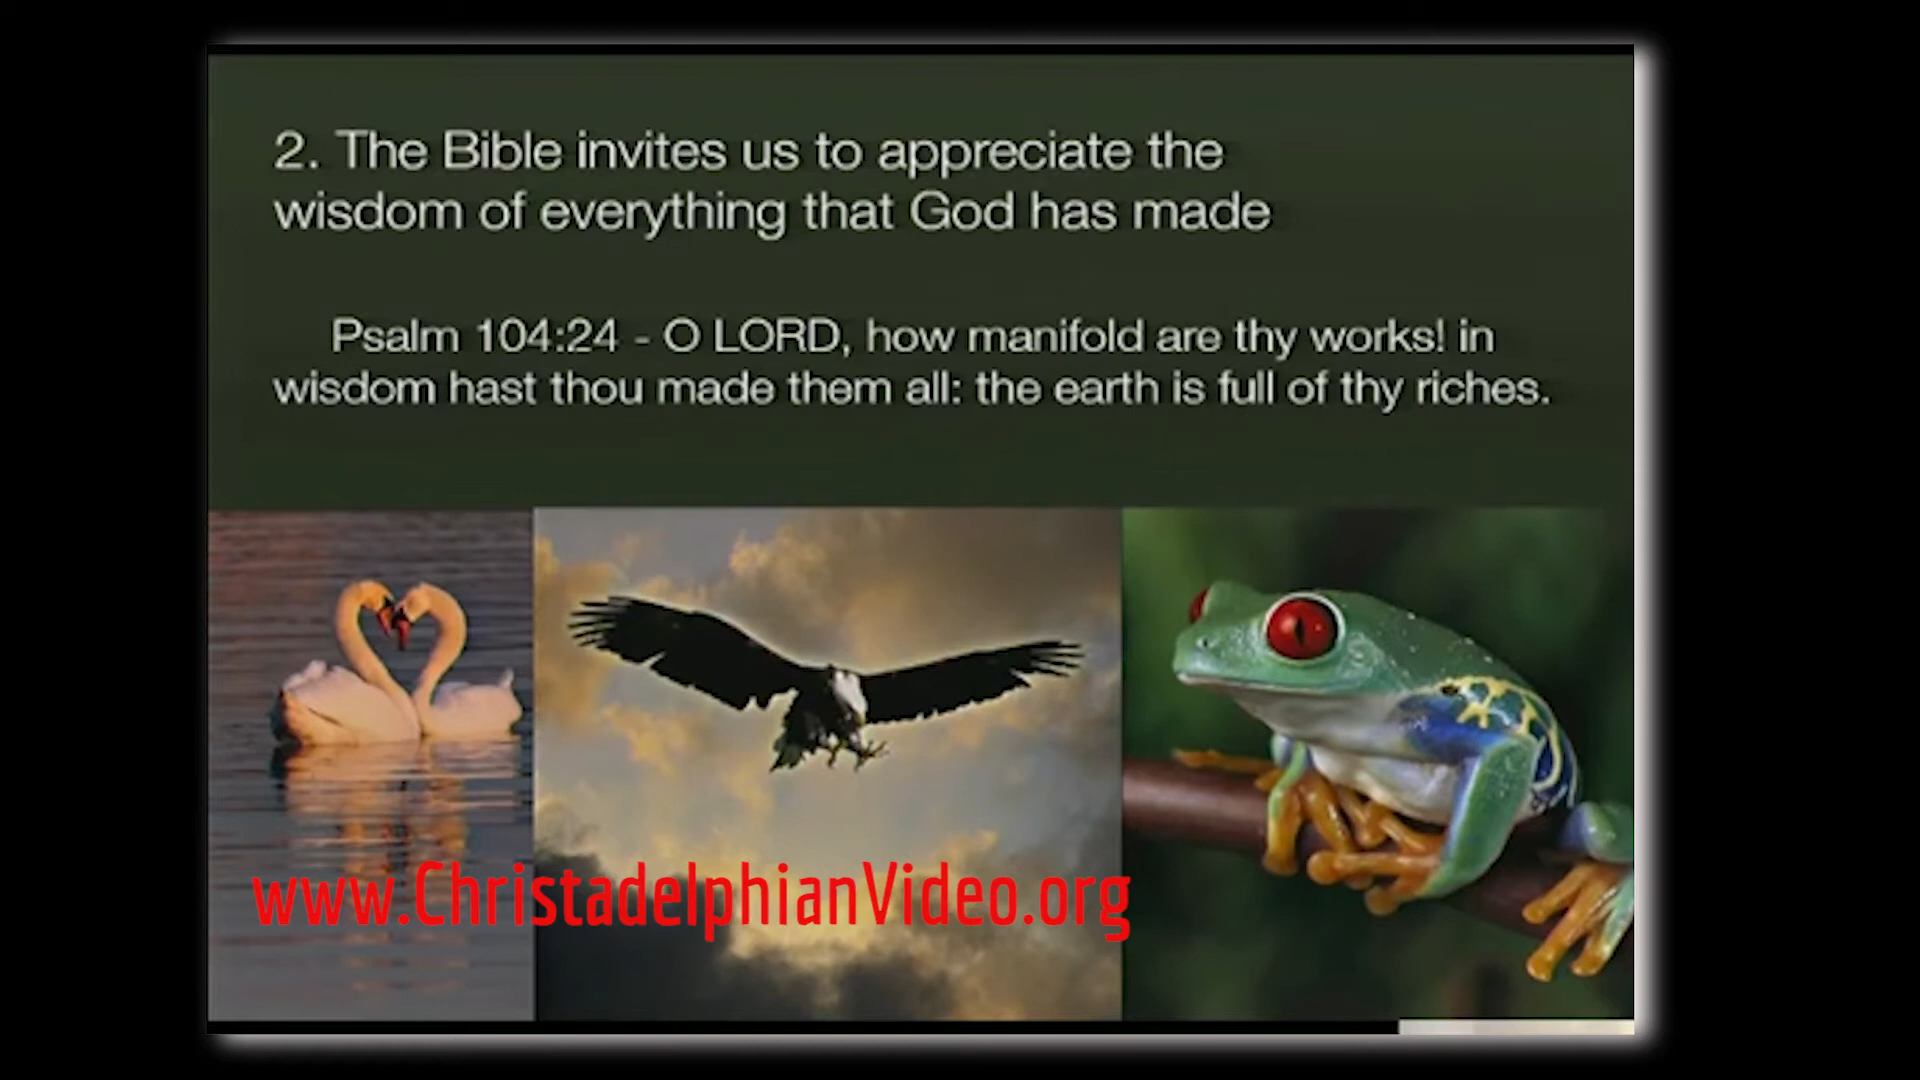 2. The Bible invites us to appreciate the
wisdom of everything that God has made
Psalm 104:24 - O LORD, how manifold are thy works! in
wisdom hast thou made them all: the earth is full of thy riches.
www.ChristadelphianVideo.org